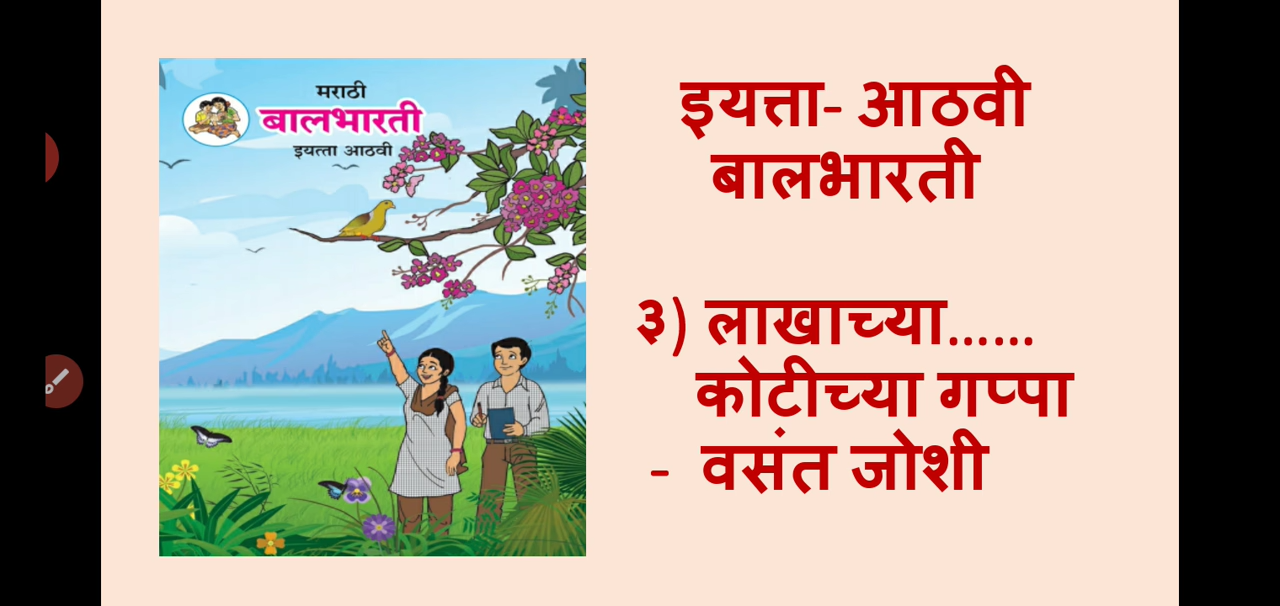 मराठी
बालभारती
इयत्ता आठवी
इयत्ता- आठवी
बालभारती
३) लाखाच्या......
कोटीच्या गप्पा
- वसंत जोशी